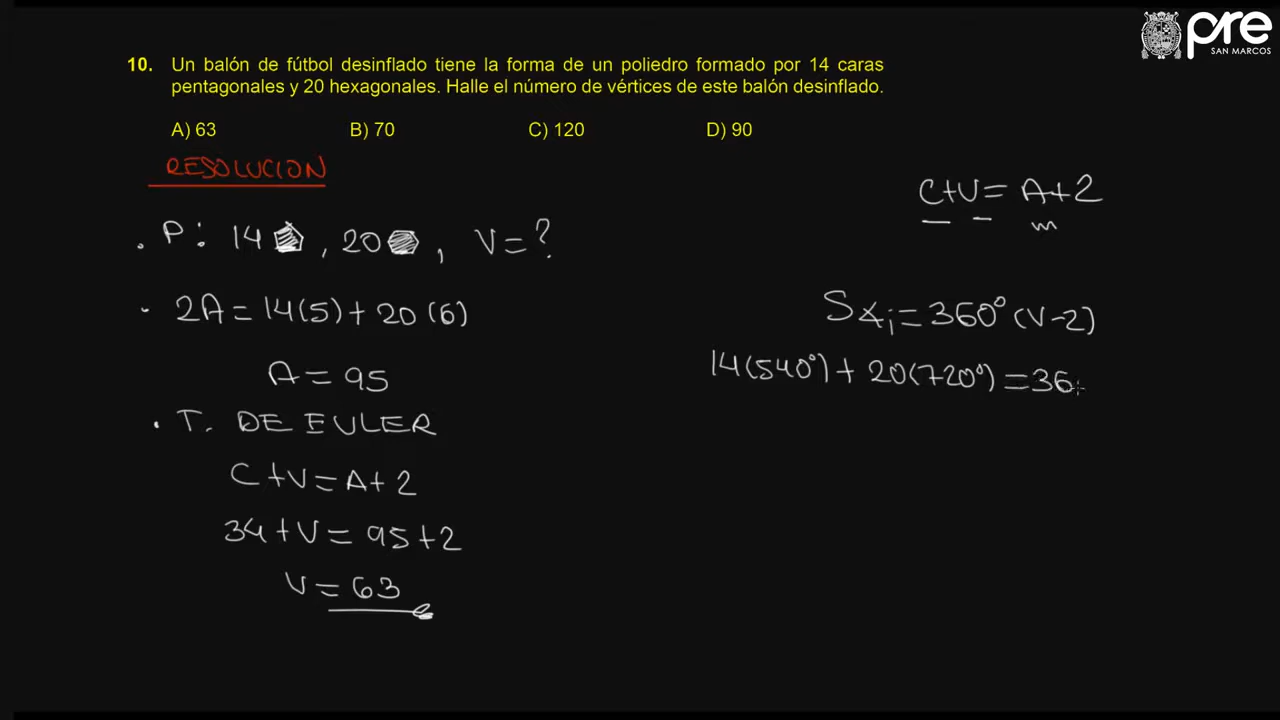 pre
SAN MARCOS
10. Un balón de fútbol desinflado tiene la forma de un poliedro formado por 14 caras
pentagonales y 20 hexagonales. Halle el número de vértices de este balón desinflado.
A) 63 B) 70 C) 120 D) 90
RESOLUCION
C+V=A+2
. P: 14 , 20 , V=?
. 2A=14(5)+20(6)
A=95
. T. DE EULER
C+V=A+2
34+V=95+2
V=63
S∡i=360°(V-2)
14(540°)+20(720°)=36